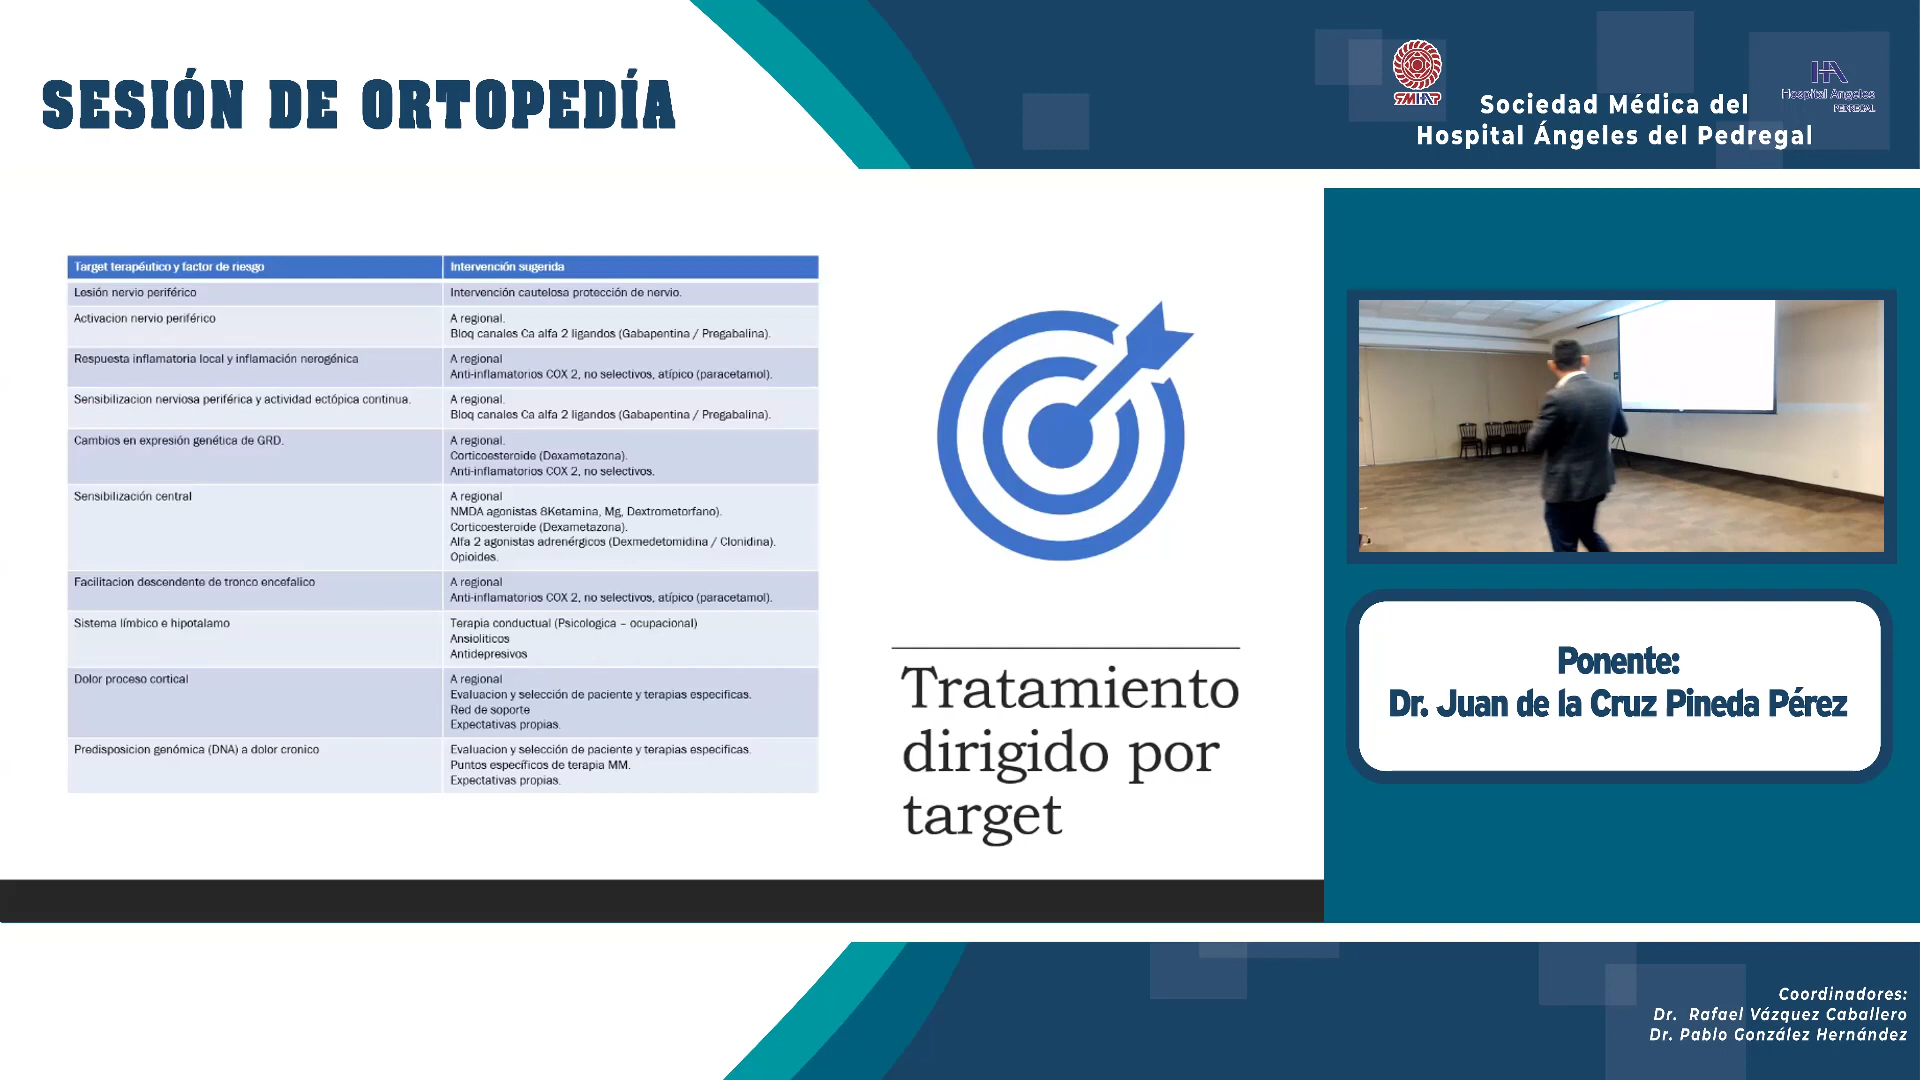 SESIÓN DE ORTOPEDÍA
SMHAP
Sociedad Médica del
Hospital Ángeles del Pedregal
HA
Hospital Angeles
PEDREGAL
Target terapéutico y factor de riesgo
Intervención sugerida
Lesión nervio periférico
Intervención cautelosa protección de nervio.
Activacion nervio periférico
A regional.
Bloq canales Ca alfa 2 ligandos (Gabapentina / Pregabalina).
Respuesta inflamatoria local y inflamación nerogénica
A regional
Anti-inflamatorios COX 2, no selectivos, atípico (paracetamol).
Sensibilizacion nerviosa periférica y actividad ectópica continua.
A regional.
Bloq canales Ca alfa 2 ligandos (Gabapentina / Pregabalina).
Cambios en expresión genética de GRD.
A regional.
Corticoesteroide (Dexametazona).
Anti-inflamatorios COX 2, no selectivos.
Sensibilización central
A regional
NMDA agonistas 8Ketamina, Mg, Dextrometorfano).
Corticoesteroide (Dexametazona).
Alfa 2 agonistas adrenérgicos (Dexmedetomidina / Clonidina).
Opioides.
Facilitacion descendente de tronco encefalico
A regional
Anti-inflamatorios COX 2, no selectivos, atípico (paracetamol).
Sistema límbico e hipotalamo
Terapia conductual (Psicologica – ocupacional)
Ansioliticos
Antidepresivos
Dolor proceso cortical
A regional
Evaluacion y selección de paciente y terapias especificas.
Red de soporte
Expectativas propias.
Predisposicion genómica (DNA) a dolor cronico
Evaluacion y selección de paciente y terapias especificas.
Puntos específicos de terapia MM.
Expectativas propias.
Tratamiento
dirigido por
target
Ponente:
Dr. Juan de la Cruz Pineda Pérez
Coordinadores:
Dr. Rafael Vázquez Caballero
Dr. Pablo González Hernández